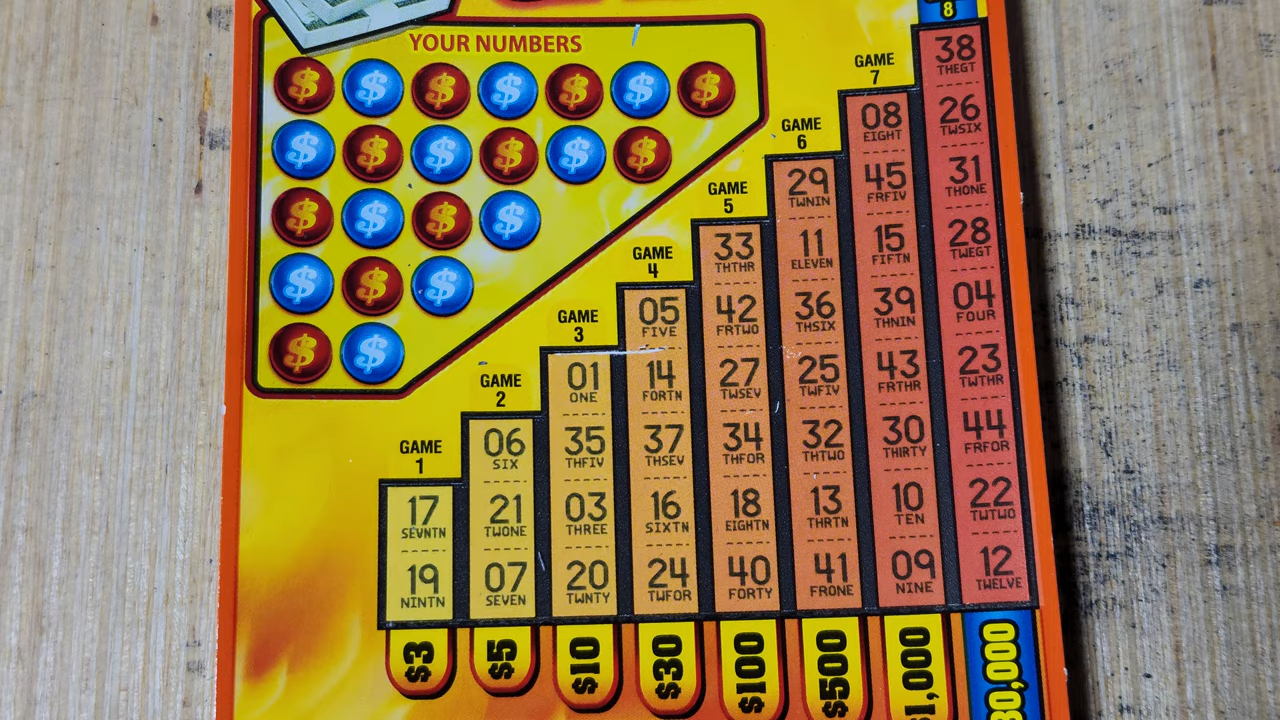 YOUR NUMBERS
GAME
1
17
SEVNTN
19
NINTN
$3
GAME
2
06
SIX
21
TWONE
07
SEVEN
$5
GAME
3
01
ONE
35
THFIV
03
THREE
20
TWNTY
$10
GAME
4
05
FIVE
14
FORTN
37
THSEV
16
SIXTN
24
TWFOR
$30
GAME
5
33
THTHR
42
FRTWO
27
TWSEV
34
THFOR
18
EIGHTN
40
FORTY
$100
GAME
6
29
TWNIN
11
ELEVEN
36
THSIX
25
TWFIV
32
THTWO
13
THRTN
41
FRONE
$500
GAME
7
08
EIGHT
45
FRFIV
15
FIFTN
39
THNIN
43
FRTHR
30
THIRTY
10
TEN
09
NINE
$1,000
8
38
THEGT
26
TWSIX
31
THONE
28
TWEGT
04
FOUR
23
TWTHR
44
FRFOR
22
TWTWO
12
TWELVE